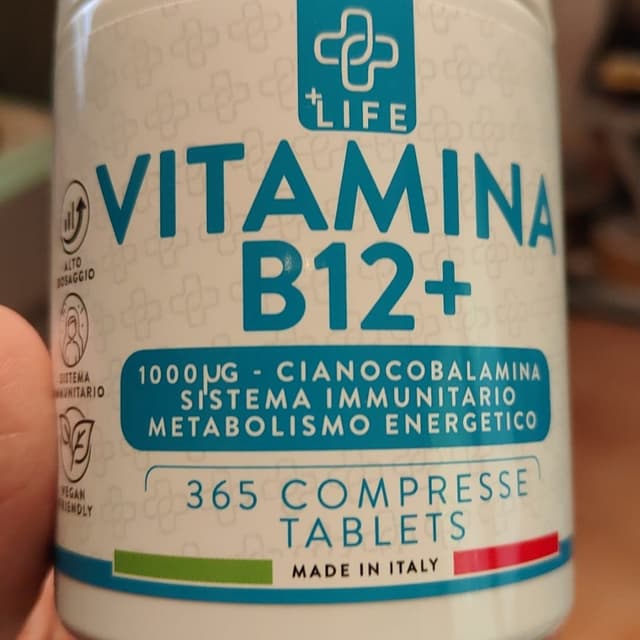 +LIFE
VITAMINA
B12+
1000µG - CIANOCOBALAMINA
SISTEMA IMMUNITARIO
METABOLISMO ENERGETICO
365 COMPRESSE
TABLETS
MADE IN ITALY
ALTO
DOSAGGIO
SISTEMA
IMMUNITARIO
VEGAN
FRIENDLY